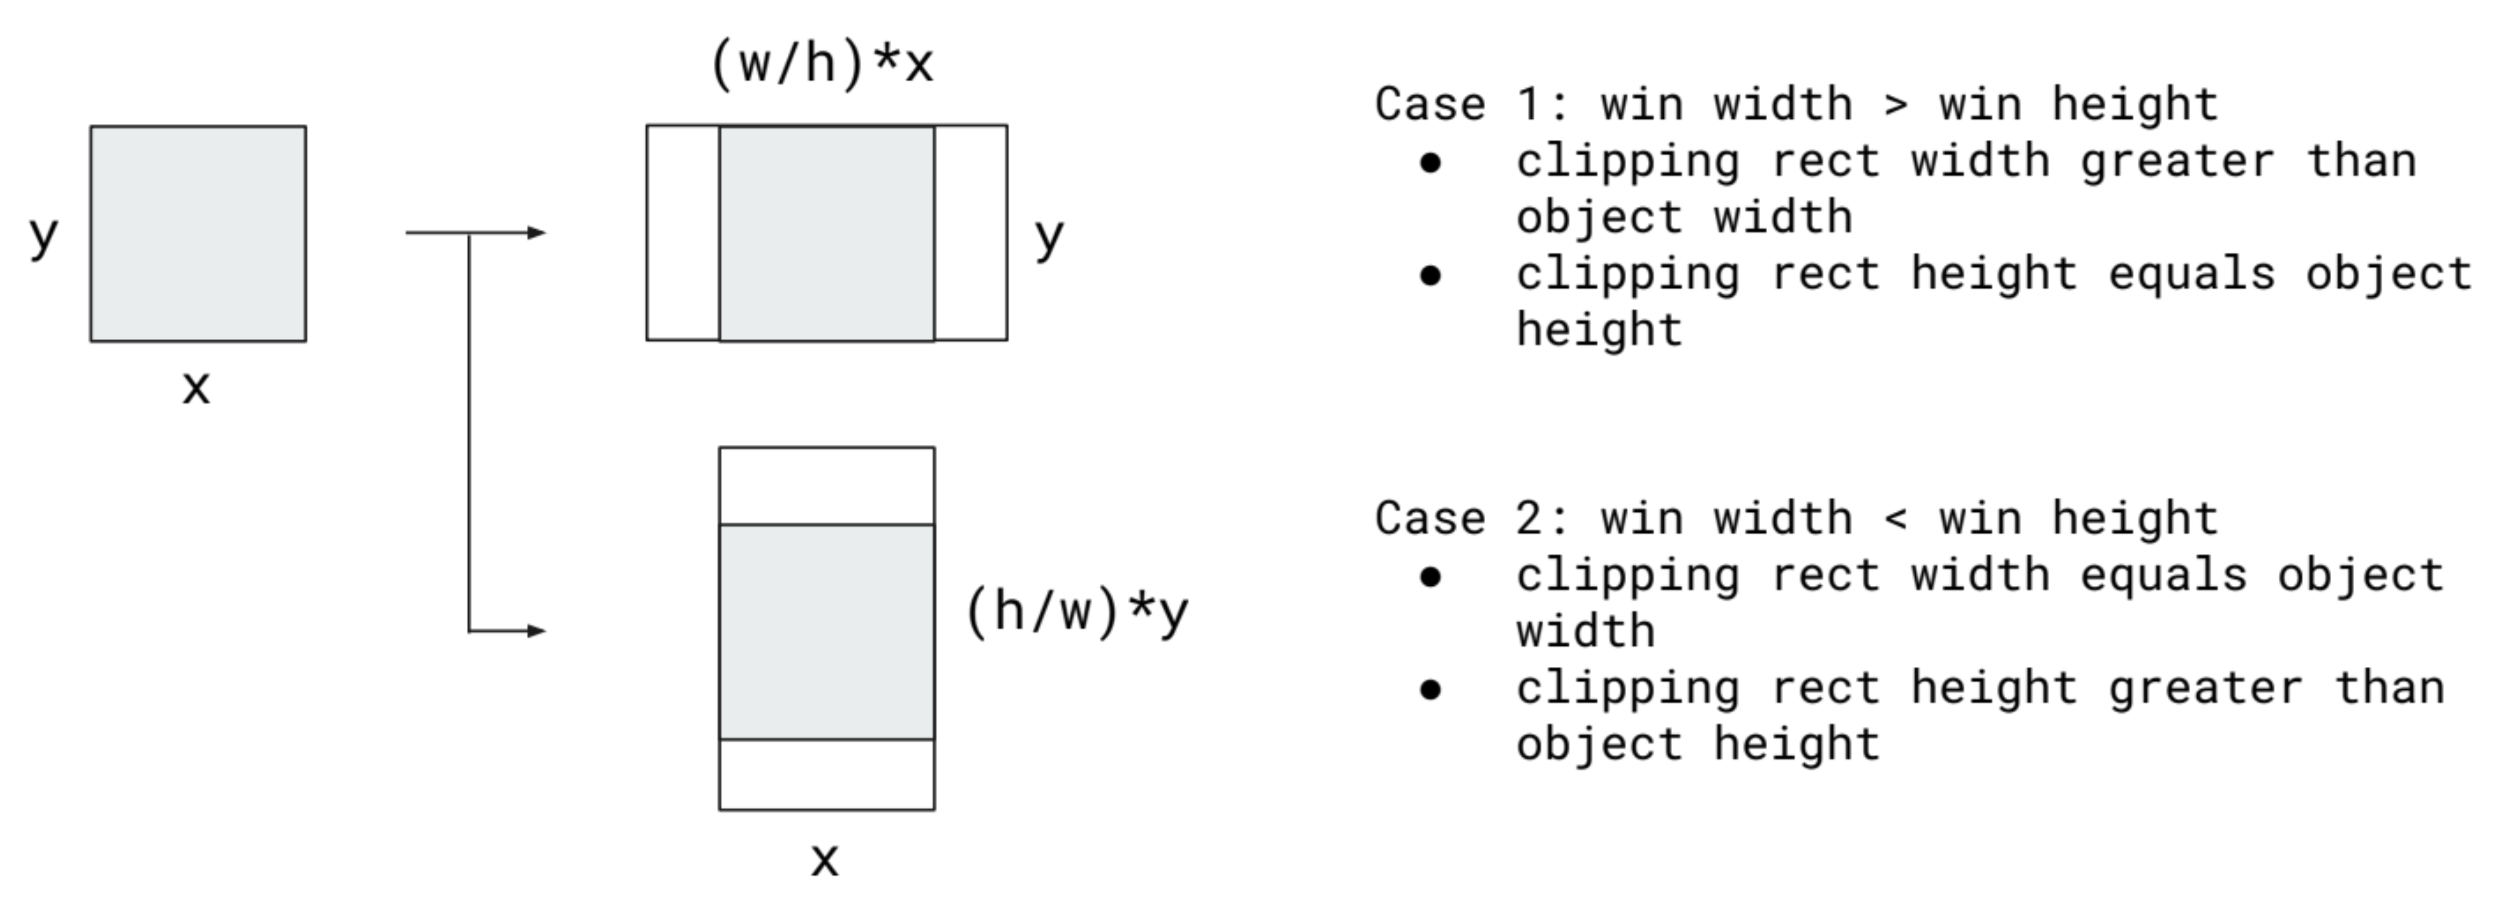 (w/h)*x
y
x
y
(h/w)*y
x
Case 1: win width > win height
● clipping rect width greater than
object width
● clipping rect height equals object
height
Case 2: win width < win height
● clipping rect width equals object
width
● clipping rect height greater than
object height